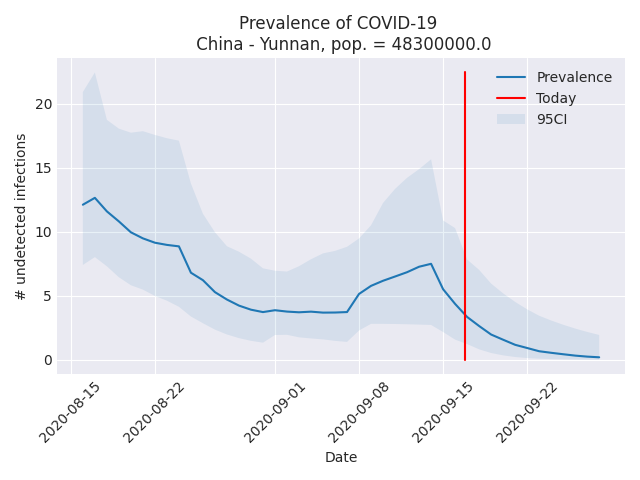 Prevalence of COVID-19
China - Yunnan, pop. = 48300000.0
# undetected infections
20
15
10
5
0
Prevalence
Today
95CI
2020-08-15
2020-08-22
2020-09-01
2020-09-08
2020-09-15
2020-09-22
Date